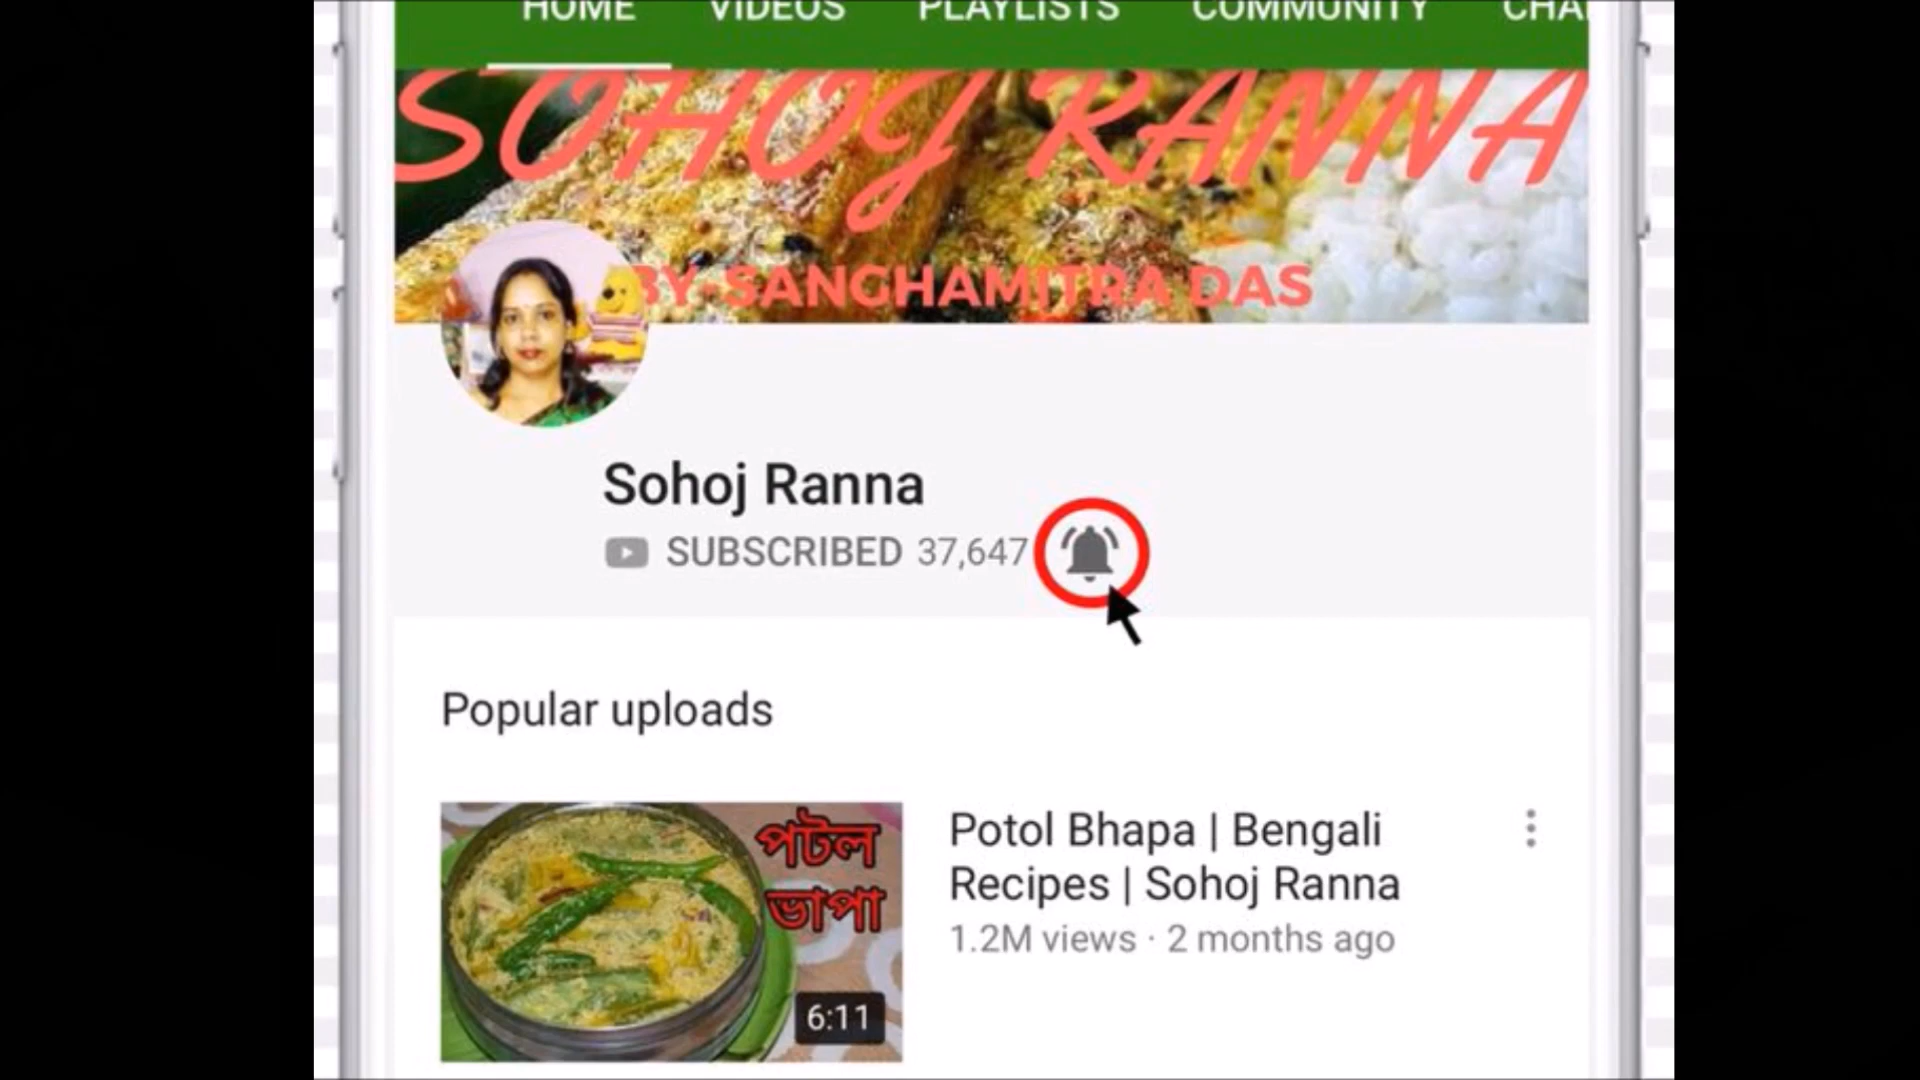 HOME VIDEOS PLAYLISTS COMMUNITY
SOHOJ RANNA
BY-SANGHAMITRA DAS
Sohoj Ranna
SUBSCRIBED 37,647
Popular uploads
পটল
ভাপা
6:11
Potol Bhapa | Bengali
Recipes | Sohoj Ranna
1.2M views · 2 months ago